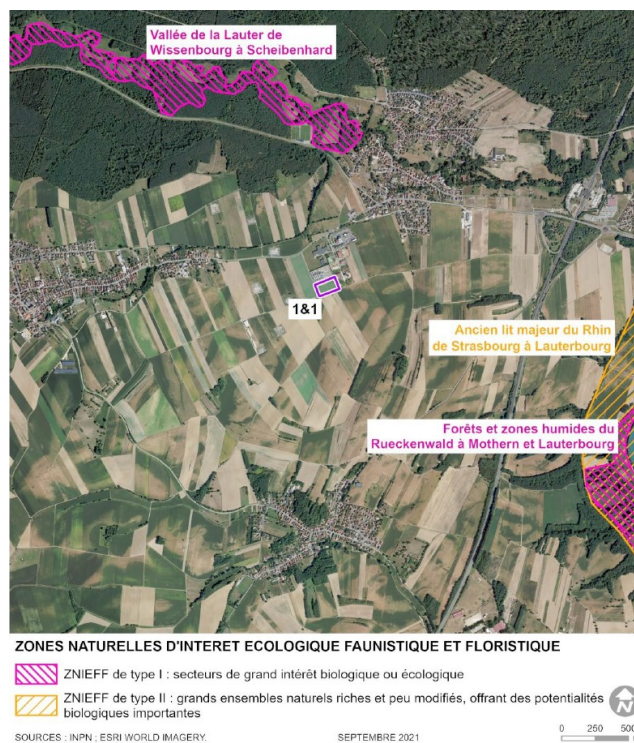 Vallée de la Lauter de
Wissenbourg à Scheibenhard
1&1
Ancien lit majeur du Rhin
de Strasbourg à Lauterbourg
Forêts et zones humides du
Rueckenwald à Mothern et Lauterbourg
ZONES NATURELLES D'INTERET ECOLOGIQUE FAUNISTIQUE ET FLORISTIQUE
ZNIEFF de type I : secteurs de grand intérêt biologique ou écologique
ZNIEFF de type II : grands ensembles naturels riches et peu modifiés, offrant des potentialités
biologiques importantes
N
SOURCES : INPN ; ESRI WORLD IMAGERY. SEPTEMBRE 2021
0 250 500